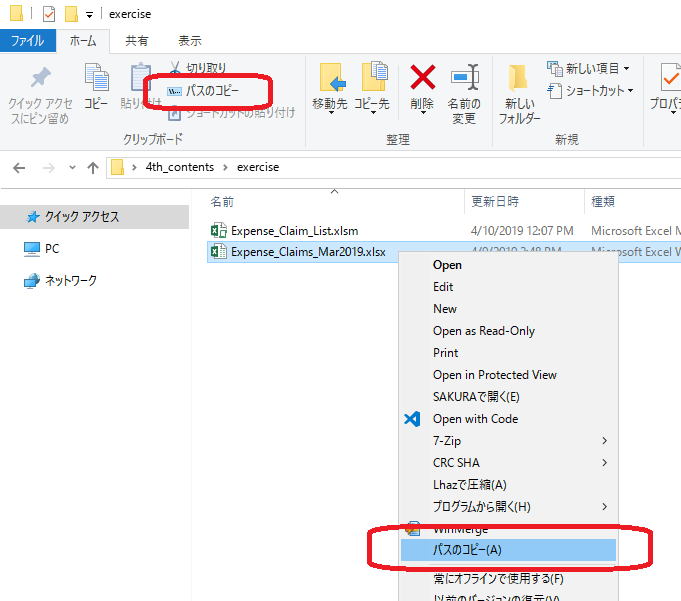 exercise
ファイル ホーム 共有 表示
クイック アクセスにピン留め
コピー
貼り付け
切り取り
パスのコピー
ショートカットの貼り付け
移動先
コピー先
削除
名前の変更
新しいフォルダー
新しい項目
ショートカット
クリップボード 整理 新規
4th_contents exercise
名前 更新日時 種類
クイック アクセス
PC
ネットワーク
Expense_Claim_List.xlsm 4/10/2019 12:07 PM Microsoft Excel M
Expense_Claims_Mar2019.xlsx 4/9/2019 2:48 PM Microsoft Excel W
Open
Edit
New
Open as Read-Only
Print
Open in Protected View
SAKURAで開く(E)
Open with Code
7-Zip
CRC SHA
Lhazで圧縮(A)
プログラムから開く(H)
WinMerge
パスのコピー(A)
常にオフラインで使用する(F)
以前のバージョンの復元(V)